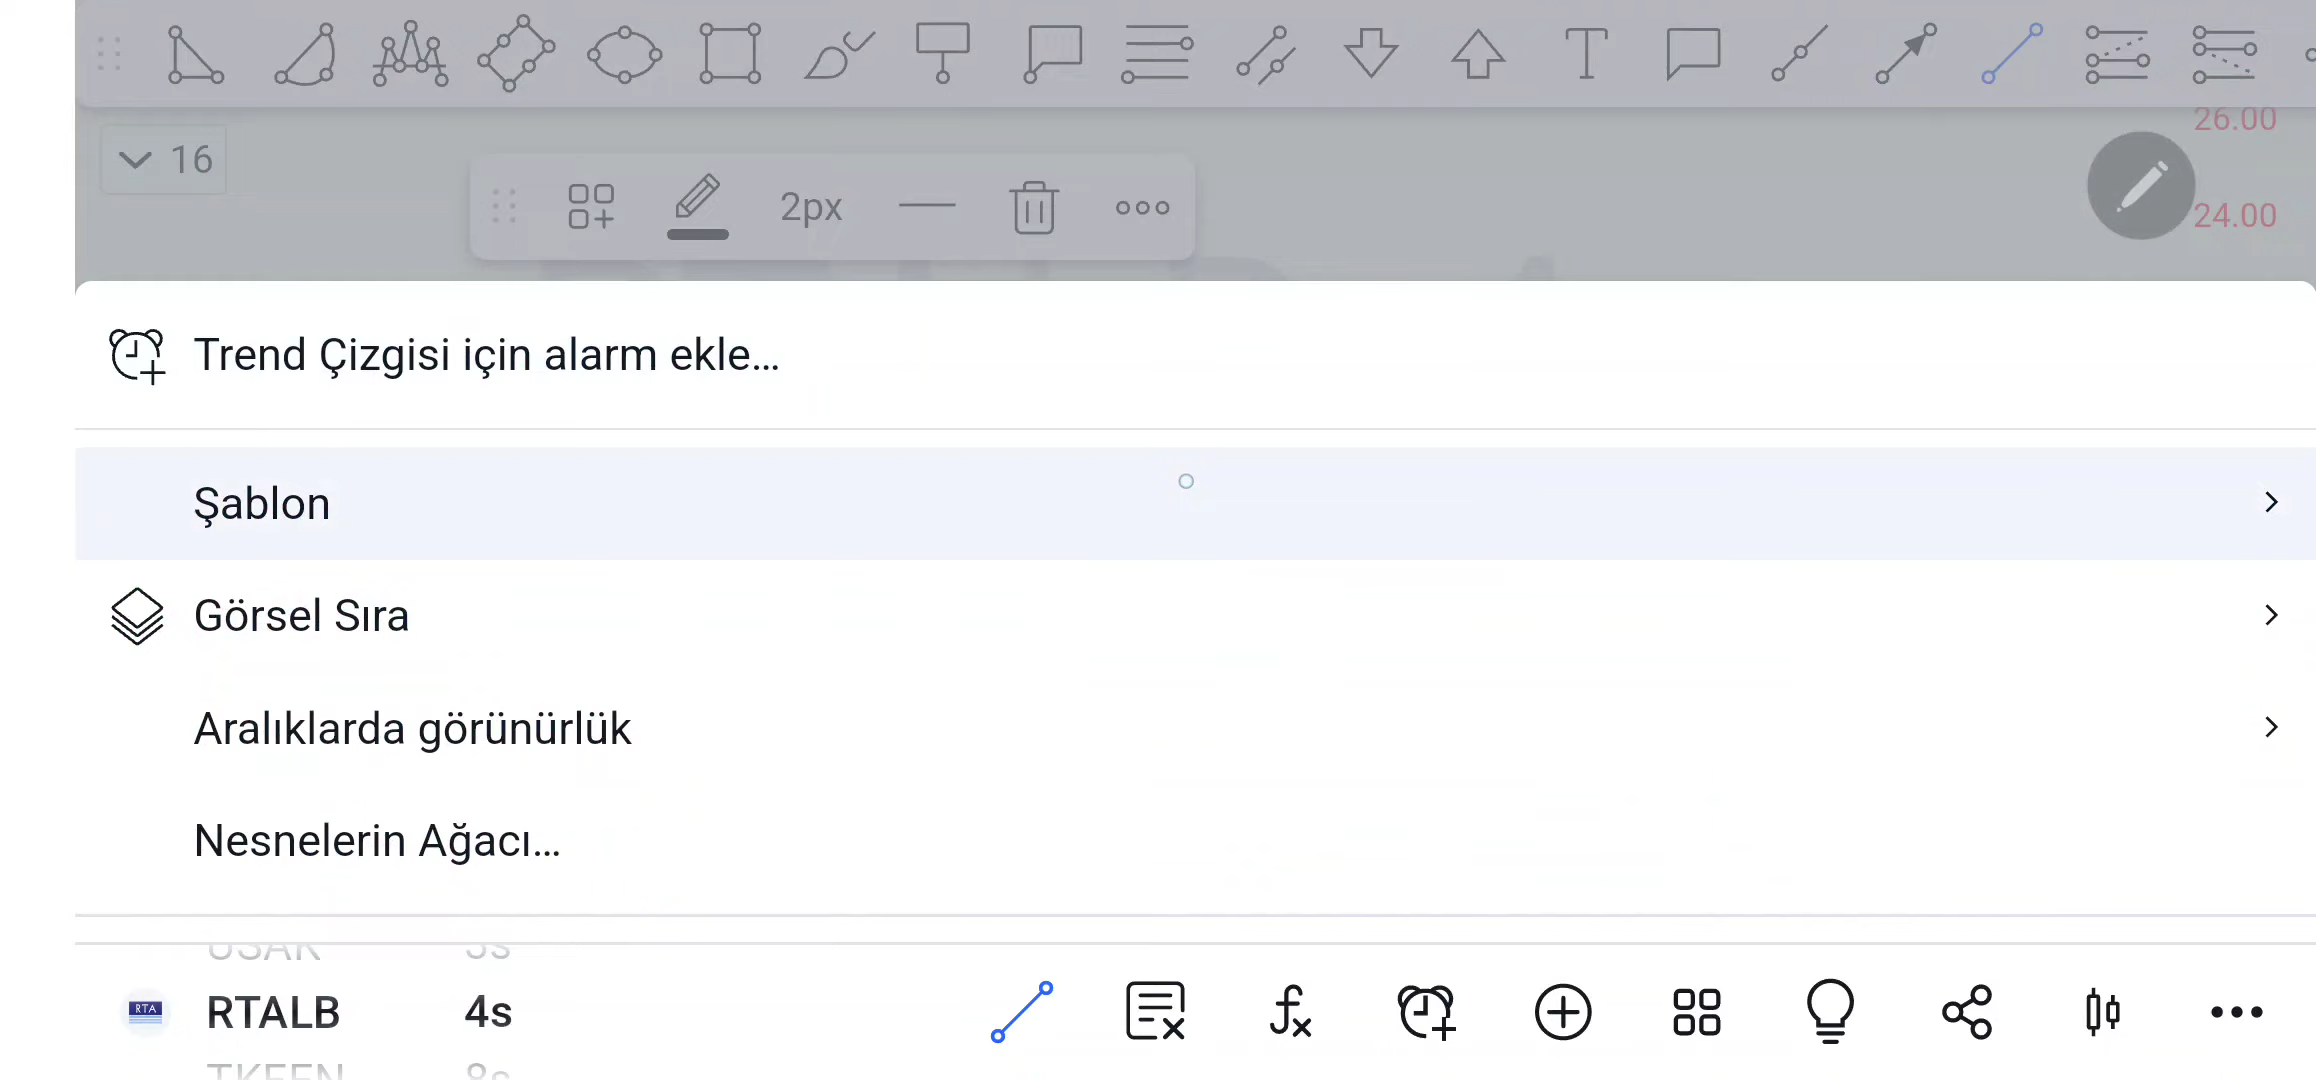 26.00
16
2px
24.00
Trend Çizgisi için alarm ekle...
Şablon
Görsel Sıra
Aralıklarda görünürlük
Nesnelerin Ağacı...
RTA
RTALB 4s